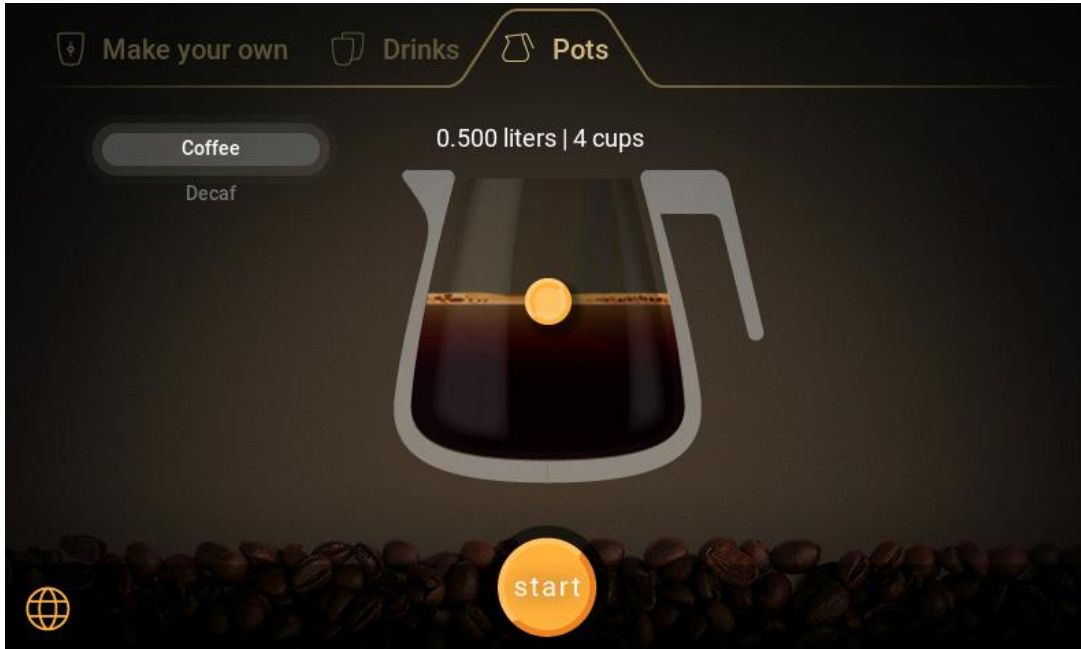 Make your own
Drinks
Pots
Coffee
Decaf
0.500 liters | 4 cups
start